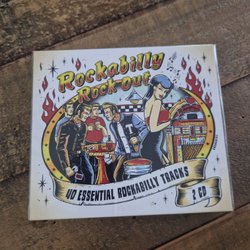 Rockabilly
Rock-Out
40 ESSENTIAL ROCKABILLY TRACKS
2 CD